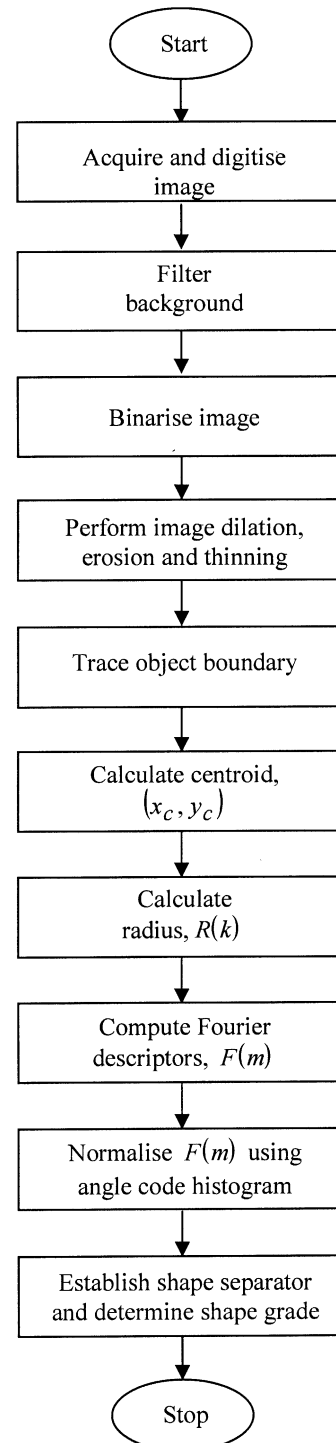 Start
Acquire and digitise
image
Filter
background
Binarise image
Perform image dilation,
erosion and thinning
Trace object boundary
Calculate centroid,
(x_C, y_C)
Calculate
radius, R(k)
Compute Fourier
descriptors, F(m)
Normalise F(m) using
angle code histogram
Establish shape separator
and determine shape grade
Stop